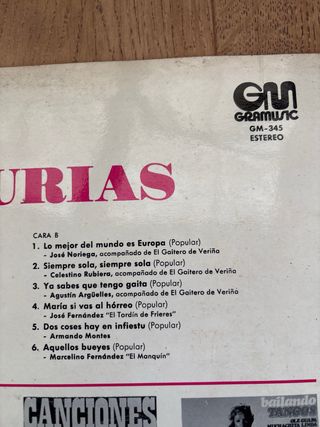 GM
GRAMUSIC
GM-345
ESTEREO
URIAS
CARA B
1. Lo mejor del mundo es Europa (Popular)
- José Noriega, acompañado de El Gaitero de Veriña
2. Siempre sola, siempre sola (Popular)
- Celestino Rubiera, acompañado de El Gaitero de Veriña
3. Ya sabes que tengo gaita (Popular)
- Agustín Argüelles, acompañado de El Gaitero de Veriña
4. María si vas al hórreo (Popular)
- José Fernández "El Tordín de Frieres"
5. Dos coses hay en infiestu (Popular)
- Armando Montes
6. Aquellos bueyes (Popular)
- Marcelino Fernández "El Manquín"
CANCIONES
bailando
TANGOS
OLE GUAPA
MUCHACHITA LINDA